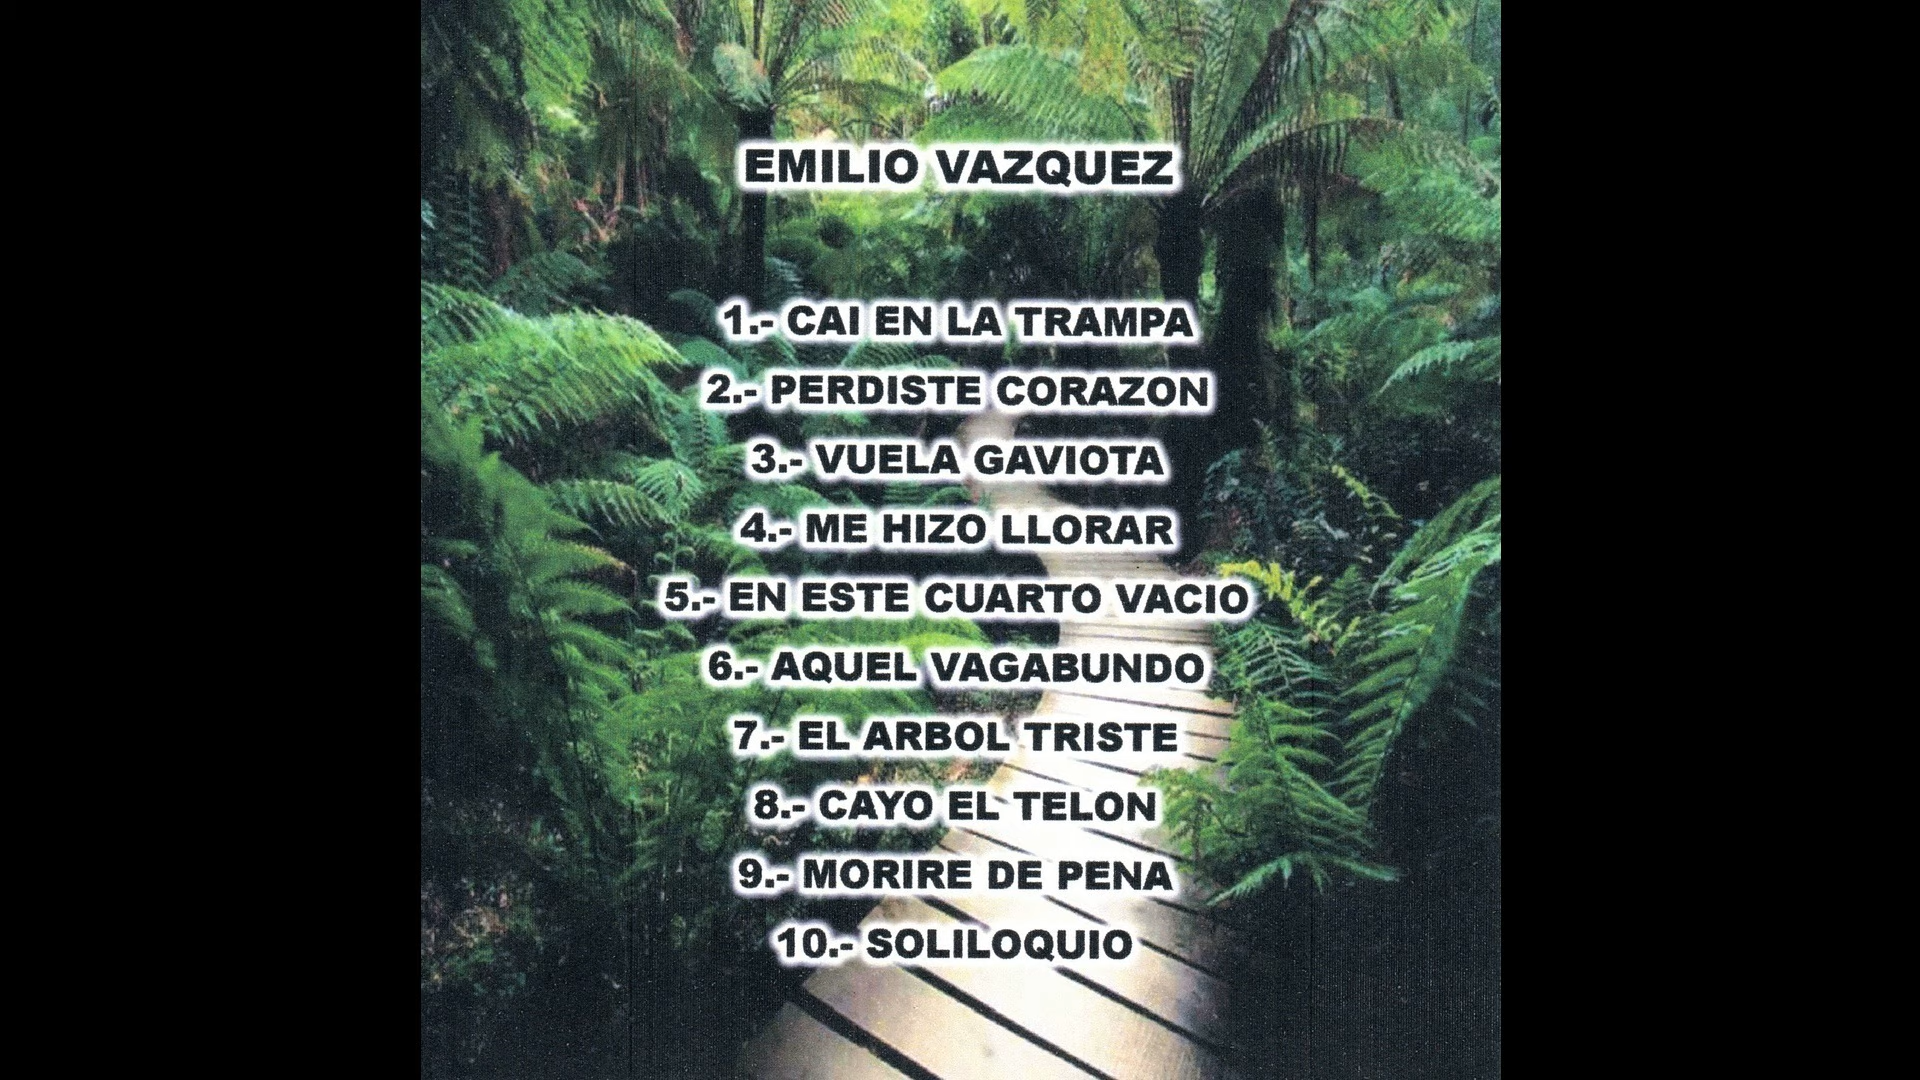 EMILIO VAZQUEZ
1.- CAI EN LA TRAMPA
2.- PERDISTE CORAZON
3.- VUELA GAVIOTA
4.- ME HIZO LLORAR
5.- EN ESTE CUARTO VACIO
6.- AQUEL VAGABUNDO
7.- EL ARBOL TRISTE
8.- CAYO EL TELON
9.- MORIRE DE PENA
10.- SOLILOQUIO